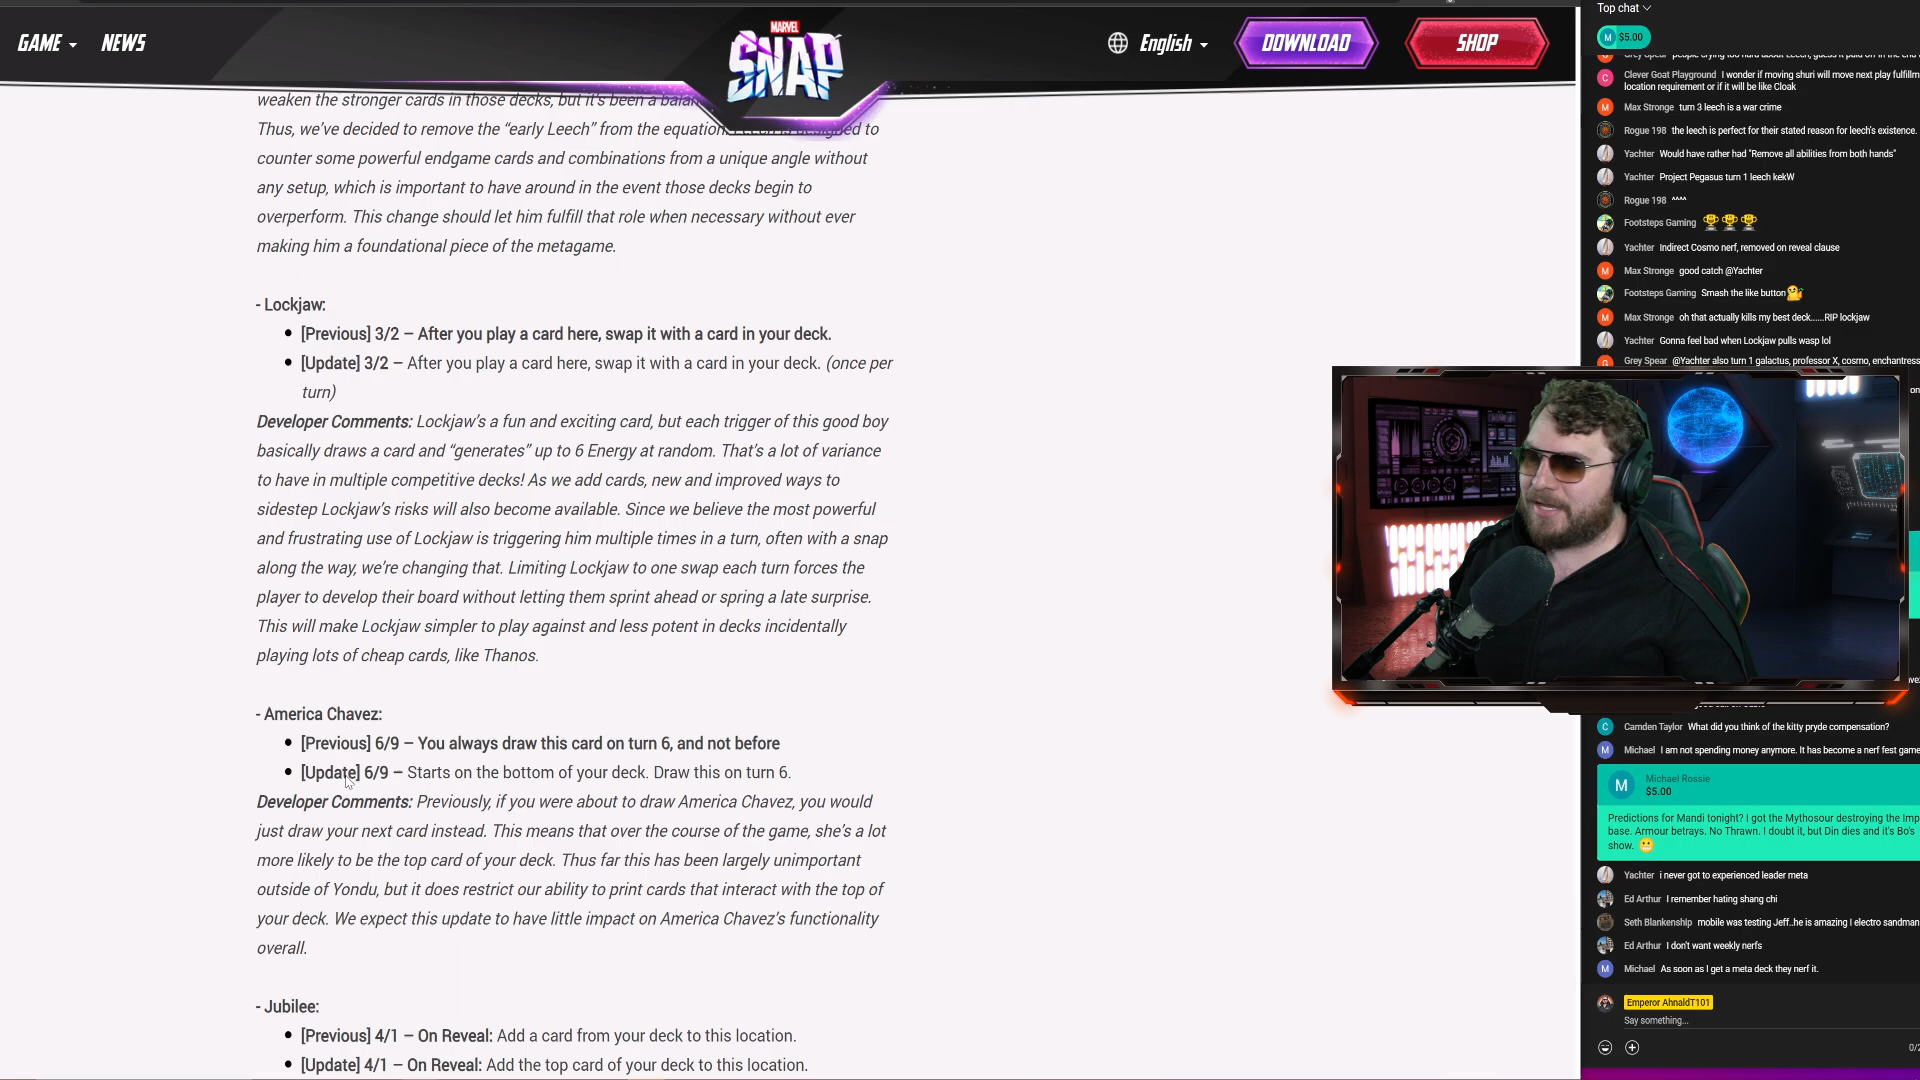 GAME NEWS
MARVEL
SNAP
English
DOWNLOAD
SHOP
weaken the stronger cards in those decks, but it's been a
Thus, we've decided to remove the “early Leech” from the equation. Leech is designed to
counter some powerful endgame cards and combinations from a unique angle without
any setup, which is important to have around in the event those decks begin to
overperform. This change should let him fulfill that role when necessary without ever
making him a foundational piece of the metagame.
- Lockjaw:
[Previous] 3/2 – After you play a card here, swap it with a card in your deck.
[Update] 3/2 – After you play a card here, swap it with a card in your deck. (once per
turn)
Developer Comments: Lockjaw's a fun and exciting card, but each trigger of this good boy
basically draws a card and “generates” up to 6 Energy at random. That's a lot of variance
to have in multiple competitive decks! As we add cards, new and improved ways to
sidestep Lockjaw's risks will also become available. Since we believe the most powerful
and frustrating use of Lockjaw is triggering him multiple times in a turn, often with a snap
along the way, we're changing that. Limiting Lockjaw to one swap each turn forces the
player to develop their board without letting them sprint ahead or spring a late surprise.
This will make Lockjaw simpler to play against and less potent in decks incidentally
playing lots of cheap cards, like Thanos.
- America Chavez:
[Previous] 6/9 – You always draw this card on turn 6, and not before
[Update] 6/9 – Starts on the bottom of your deck. Draw this on turn 6.
Developer Comments: Previously, if you were about to draw America Chavez, you would
just draw your next card instead. This means that over the course of the game, she's a lot
more likely to be the top card of your deck. Thus far this has been largely unimportant
outside of Yondu, but it does restrict our ability to print cards that interact with the top of
your deck. We expect this update to have little impact on America Chavez's functionality
overall.
- Jubilee:
[Previous] 4/1 – On Reveal: Add a card from your deck to this location.
[Update] 4/1 – On Reveal: Add the top card of your deck to this location.
Top chat
M $5.00
Clever Goat Playground I wonder if moving shuri will move next play fulfillm
location requirement or if it will be like Cloak
Max Stronge turn 3 leech is a war crime
Rogue 198 the leech is perfect for their stated reason for leech's existence.
Yachter Would have rather had "Remove all abilities from both hands"
Yachter Project Pegasus turn 1 leech kekW
Rogue 198 ^^^^
Footsteps Gaming 🏆🏆🏆
Yachter Indirect Cosmo nerf, removed on reveal clause
Max Stronge good catch @Yachter
Footsteps Gaming Smash the like button
Max Stronge oh that actually kills my best deck......RIP lockjaw
Yachter Gonna feel bad when Lockjaw pulls wasp lol
Grey Spear @Yachter also turn 1 galactus, professor X, cosmo, enchantress
Camden Taylor What did you think of the kitty pryde compensation?
Michael I am not spending money anymore. It has become a nerf fest game
M Michael Rossie
$5.00
Predictions for Mandi tonight? I got the Mythosour destroying the Imp
base. Armour betrays. No Thrawn. I doubt it, but Din dies and it's Bo's
show. 😬
Yachter i never got to experienced leader meta
Ed Arthur I remember hating shang chi
Seth Blankenship mobile was testing Jeff..he is amazing I electro sandman
Ed Arthur I don't want weekly nerfs
Michael As soon as I get a meta deck they nerf it.
Emperor AhnaldT101
Say something...